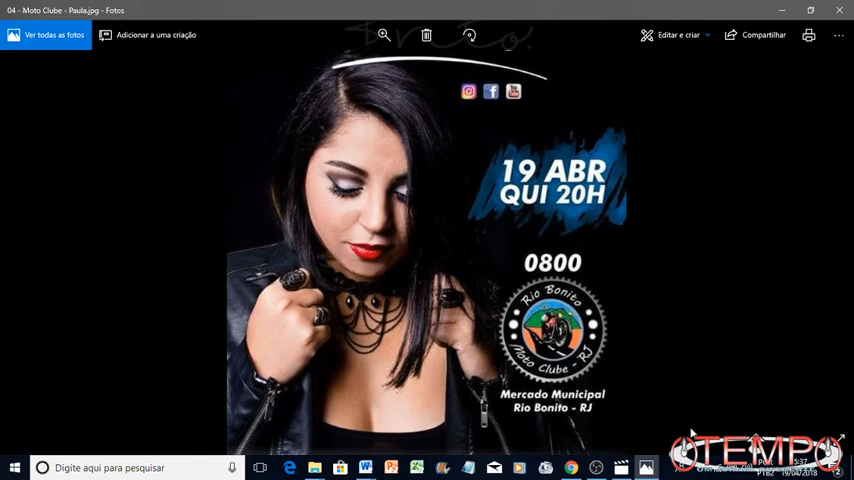 04 - Moto Clube - Paula.jpg - Fotos
Ver todas as fotos
Adicionar a uma criação
Editar e criar
Compartilhar
19 ABR
QUI 20H
0800
Rio Bonito
Moto Clube - RJ
Mercado Municipal
Rio Bonito - RJ
OTEMPO
Digite aqui para pesquisar
PTB2
19/04/2018